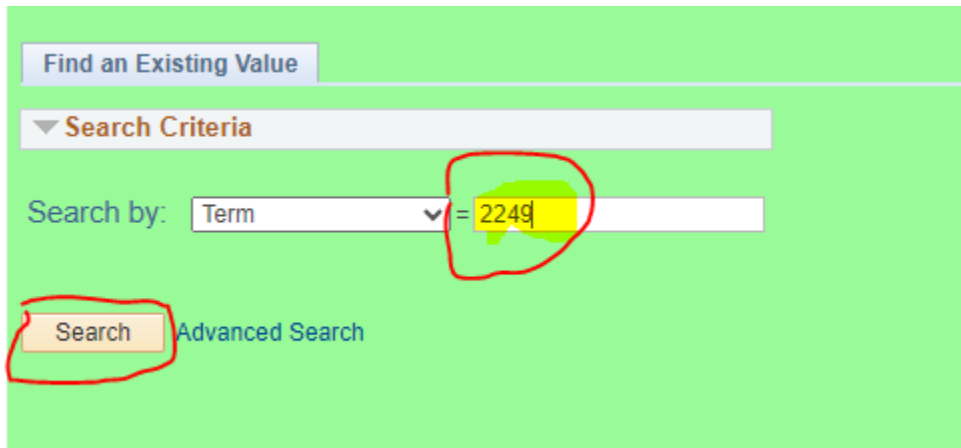 Find an Existing Value
Search Criteria
Search by: Term = 2249
Search Advanced Search